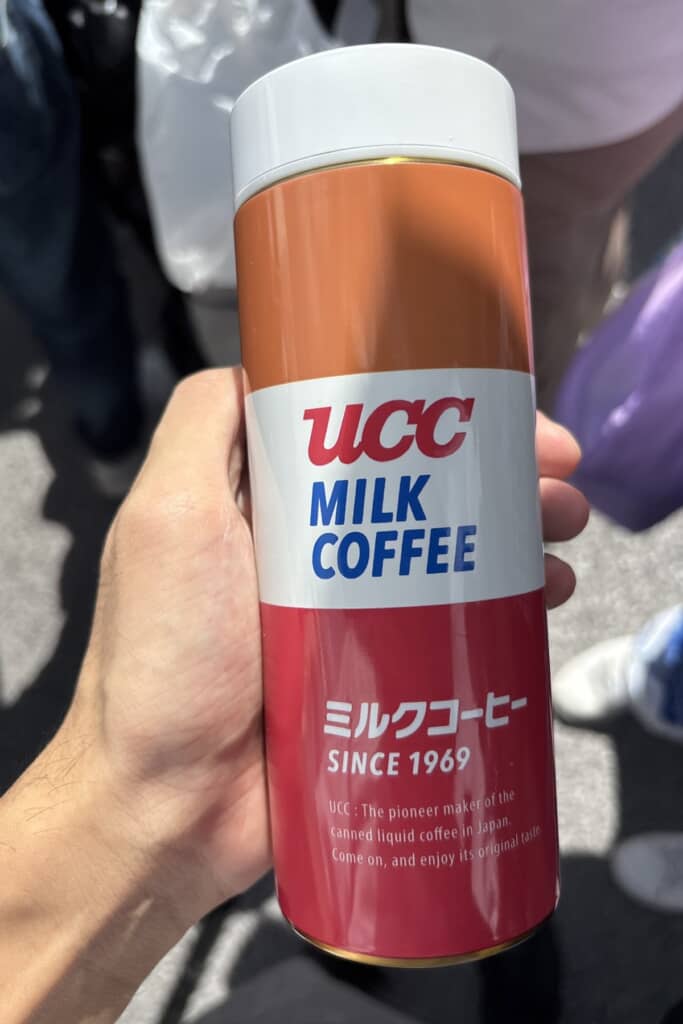 UCC
MILK
COFFEE
ミルクコーヒー
SINCE 1969
UCC : The pioneer maker of the
canned liquid coffee in Japan.
Come on, and enjoy its original taste